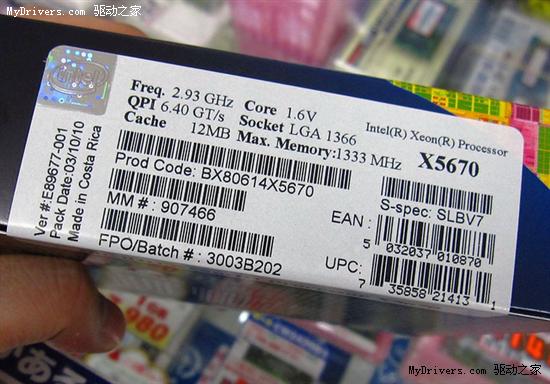 MyDrivers.com 驱动之家
intel
Freq. 2.93 GHz Core 1.6V
QPI 6.40 GT/s Socket LGA 1366
Cache 12MB Max. Memory:1333 MHz
Intel(R) Xeon(R) Processor
X5670
Prod Code: BX80614X5670
S-spec: SLBV7
MM # : 907466
EAN :
5 032037 010870
FPO/Batch # : 3003B202
UPC:
7 35858 21413 1
Ver #:E89677-001
Pack Date:03/10/10
Made in Costa Rica
980
MyDrivers.com 驱动之家